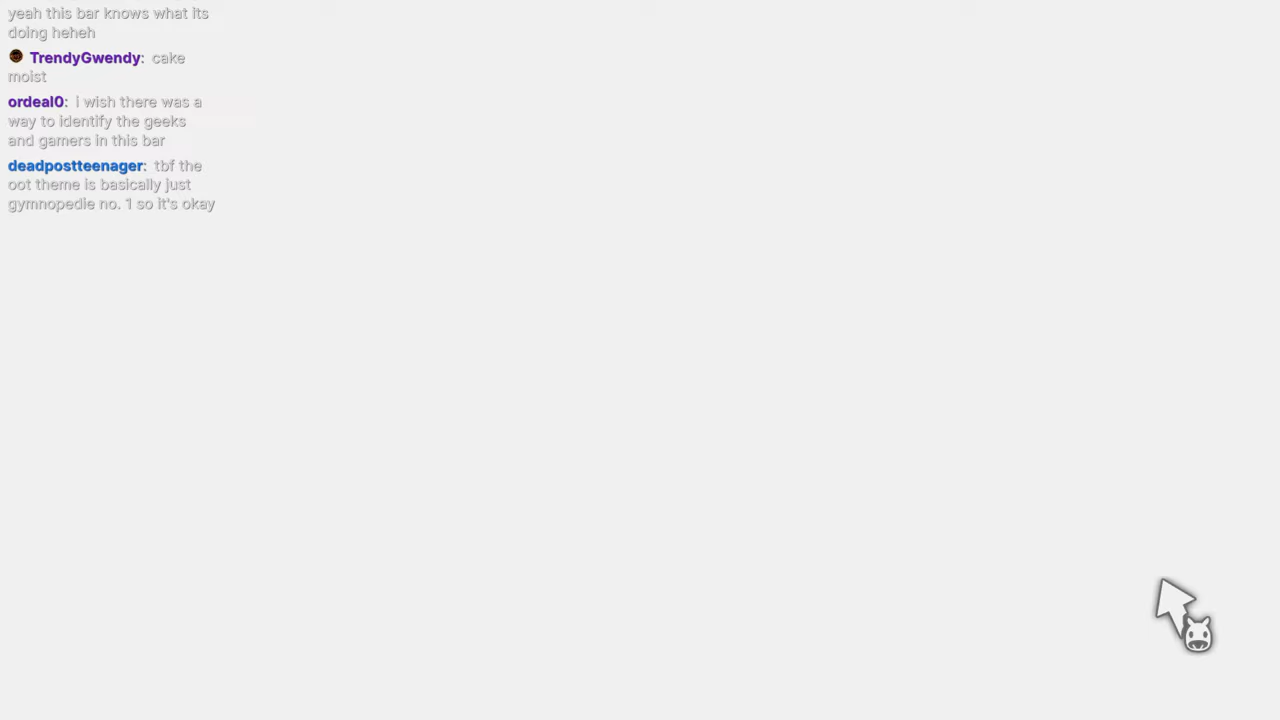 yeah this bar knows what its
doing heheh
TrendyGwendy: cake
moist
ordeal0: i wish there was a
way to identify the geeks
and gamers in this bar
deadpostteenager: tbf the
oot theme is basically just
gymnopedie no. 1 so it's okay